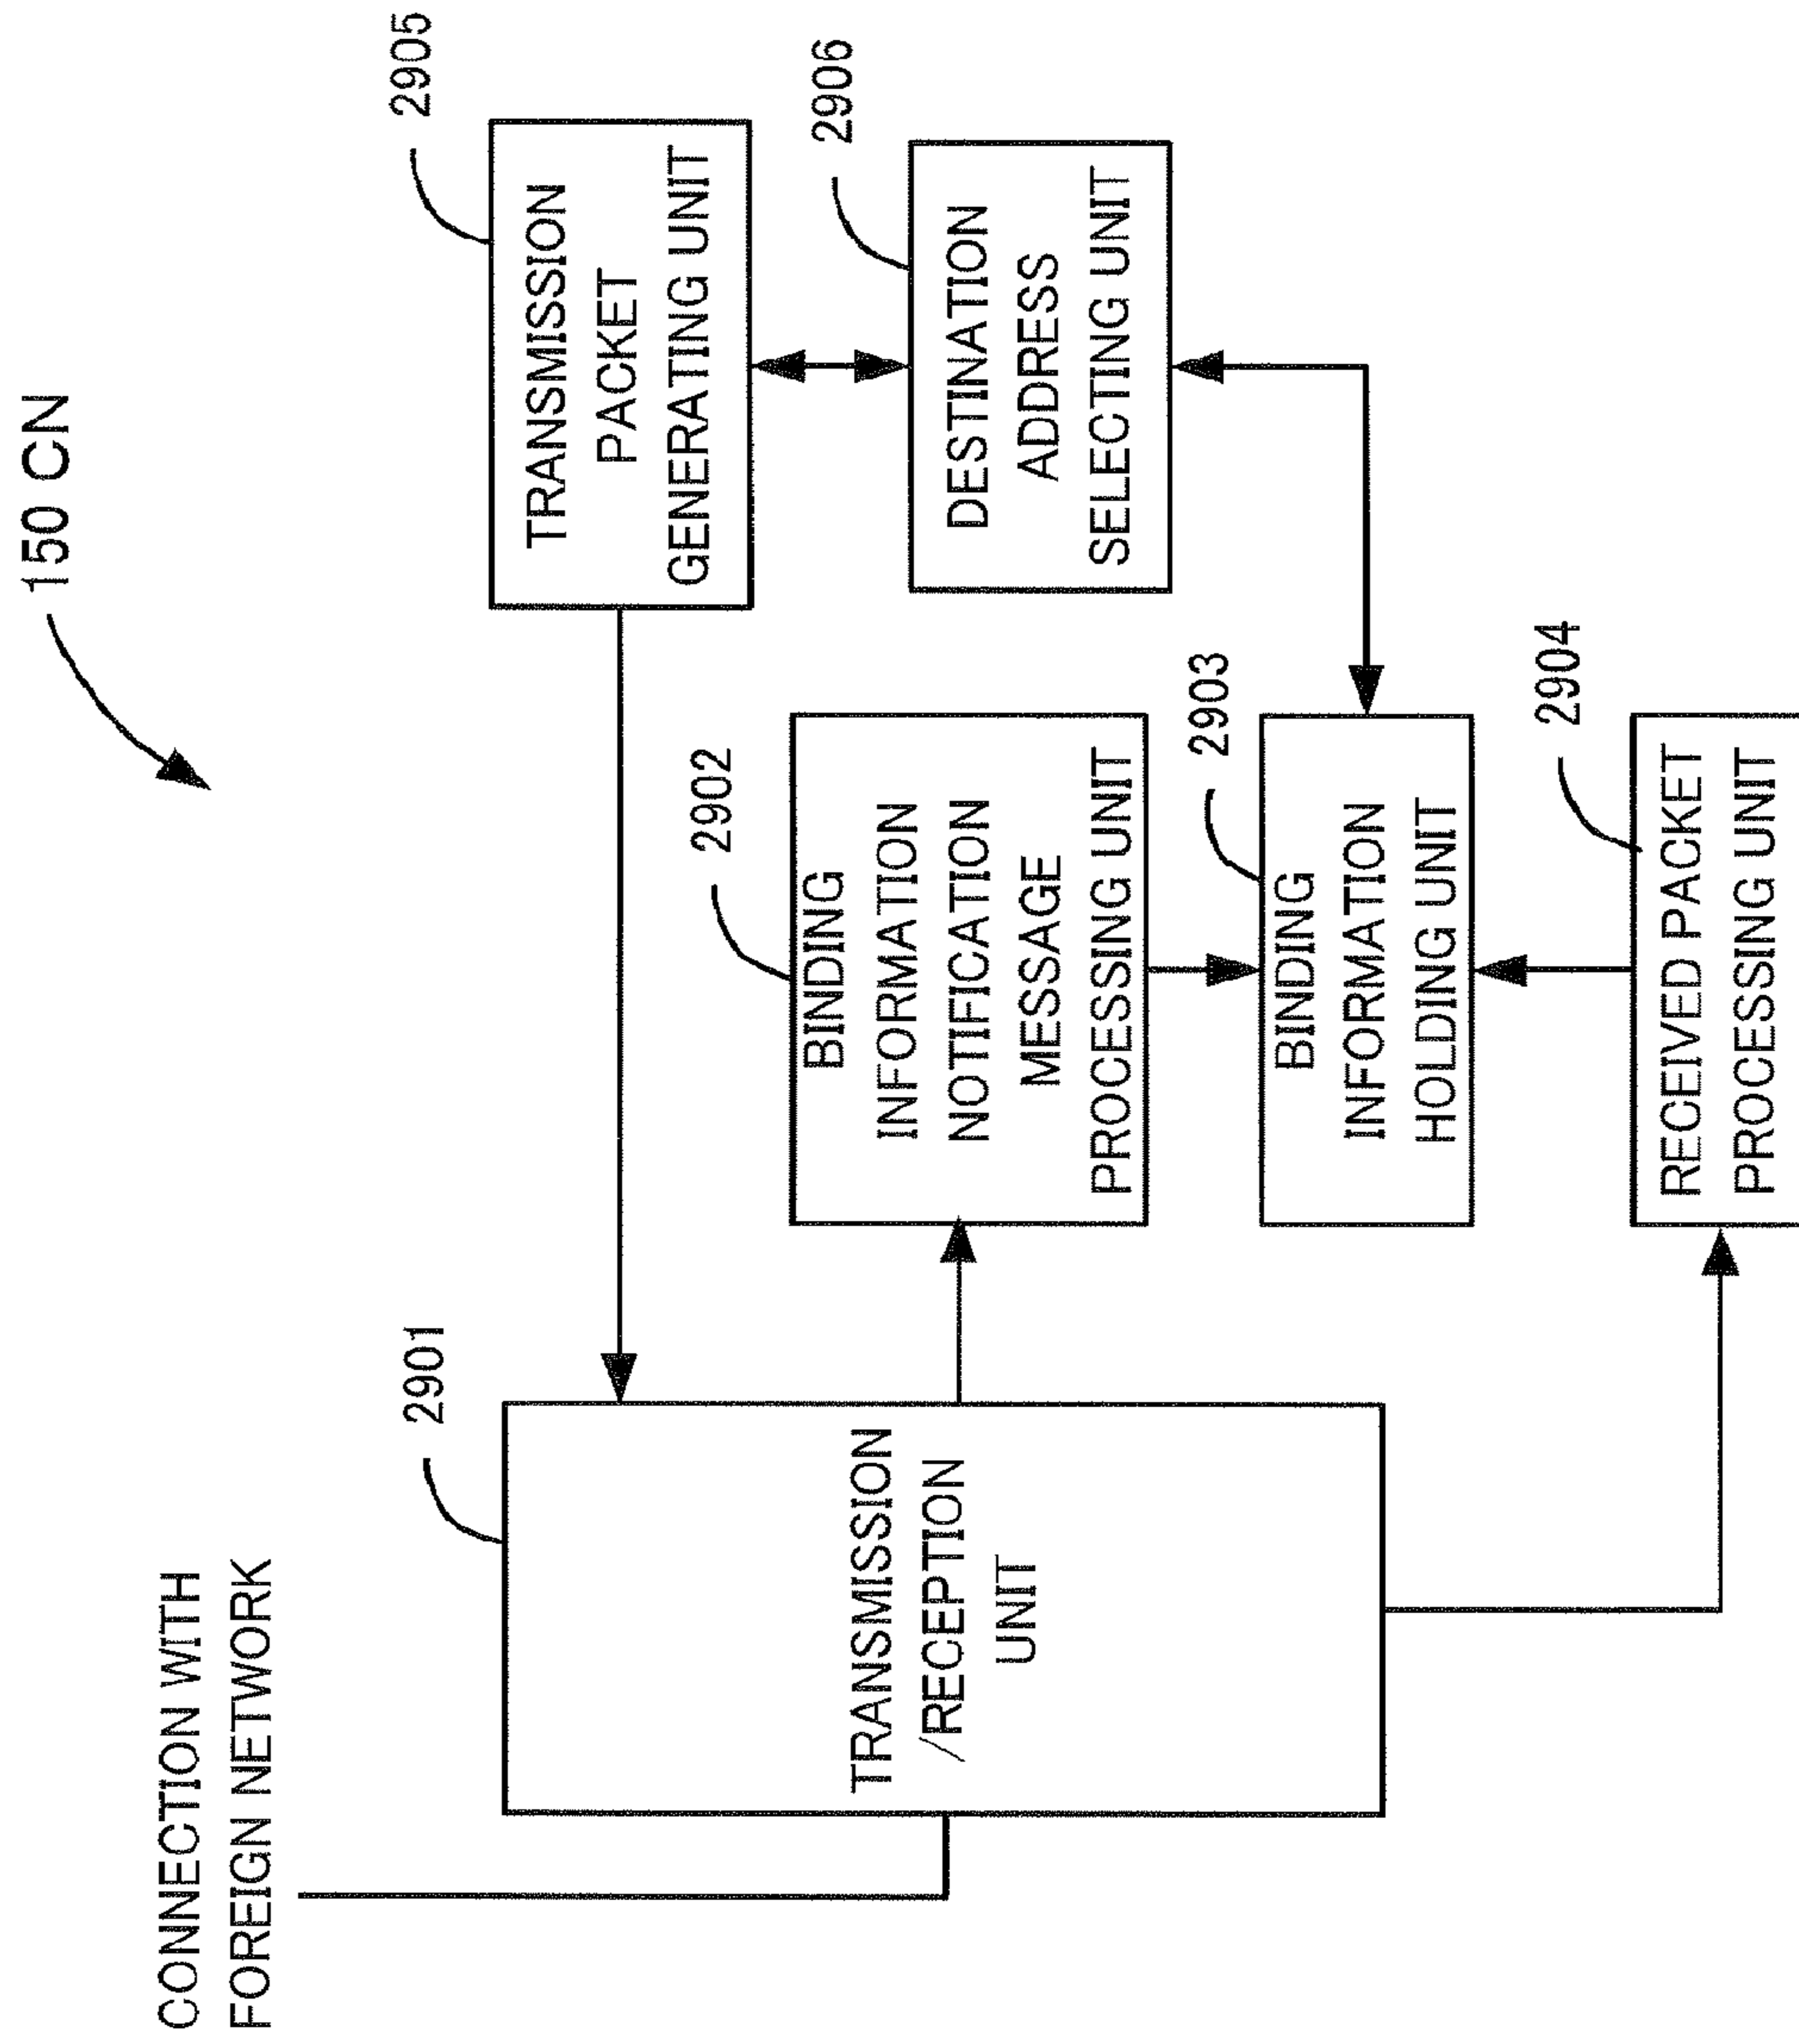 150 CN
CONNECTION WITH
FOREIGN NETWORK
2901
TRANSMISSION
/RECEPTION
UNIT
2905
TRANSMISSION
PACKET
GENERATING UNIT
2902
BINDING
INFORMATION
NOTIFICATION
MESSAGE
PROCESSING UNIT
2906
DESTINATION
ADDRESS
SELECTING UNIT
2903
BINDING
INFORMATION
HOLDING UNIT
2904
RECEIVED PACKET
PROCESSING UNIT